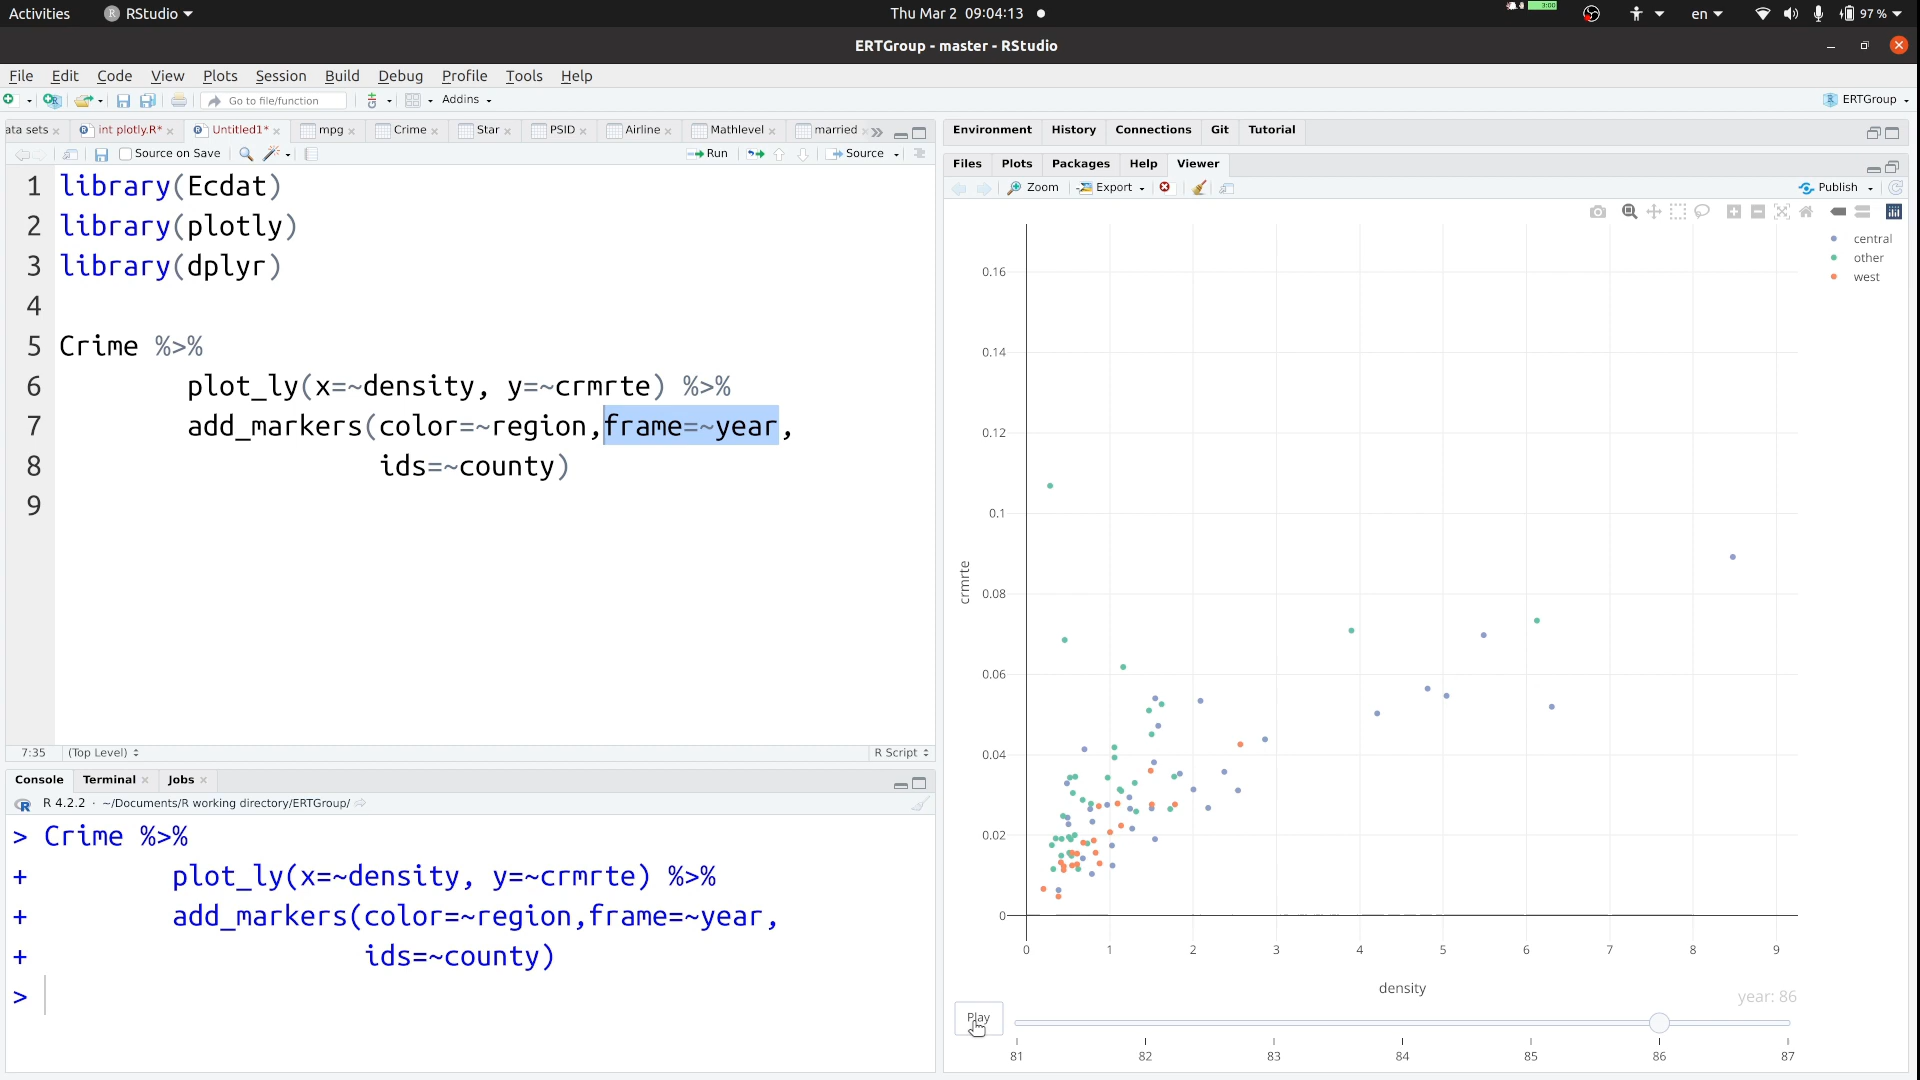 Activities RStudio Thu Mar 2 09:04:13 3:00 en 97 %
ERTGroup - master - RStudio
File Edit Code View Plots Session Build Debug Profile Tools Help
Go to file/function Addins ERTGroup
ata sets int plotly.R* Untitled1* mpg Crime Star PSID Airline Mathlevel married
Source on Save Run Source
1 library(Ecdat)
2 library(plotly)
3 library(dplyr)
4
5 Crime %>%
6 plot_ly(x=~density, y=~crmrte) %>%
7 add_markers(color=~region,frame=~year,
8 ids=~county)
9
7:35 (Top Level) R Script
Console Terminal Jobs
R 4.2.2 · ~/Documents/R working directory/ERTGroup/
> Crime %>%
+ plot_ly(x=~density, y=~crmrte) %>%
+ add_markers(color=~region,frame=~year,
+ ids=~county)
>
Environment History Connections Git Tutorial
Files Plots Packages Help Viewer
Zoom Export Publish
central
other
west
0.16
0.14
0.12
0.1
0.08
0.06
0.04
0.02
0
crmrte
0 1 2 3 4 5 6 7 8 9
density
year: 86
Play
81 82 83 84 85 86 87